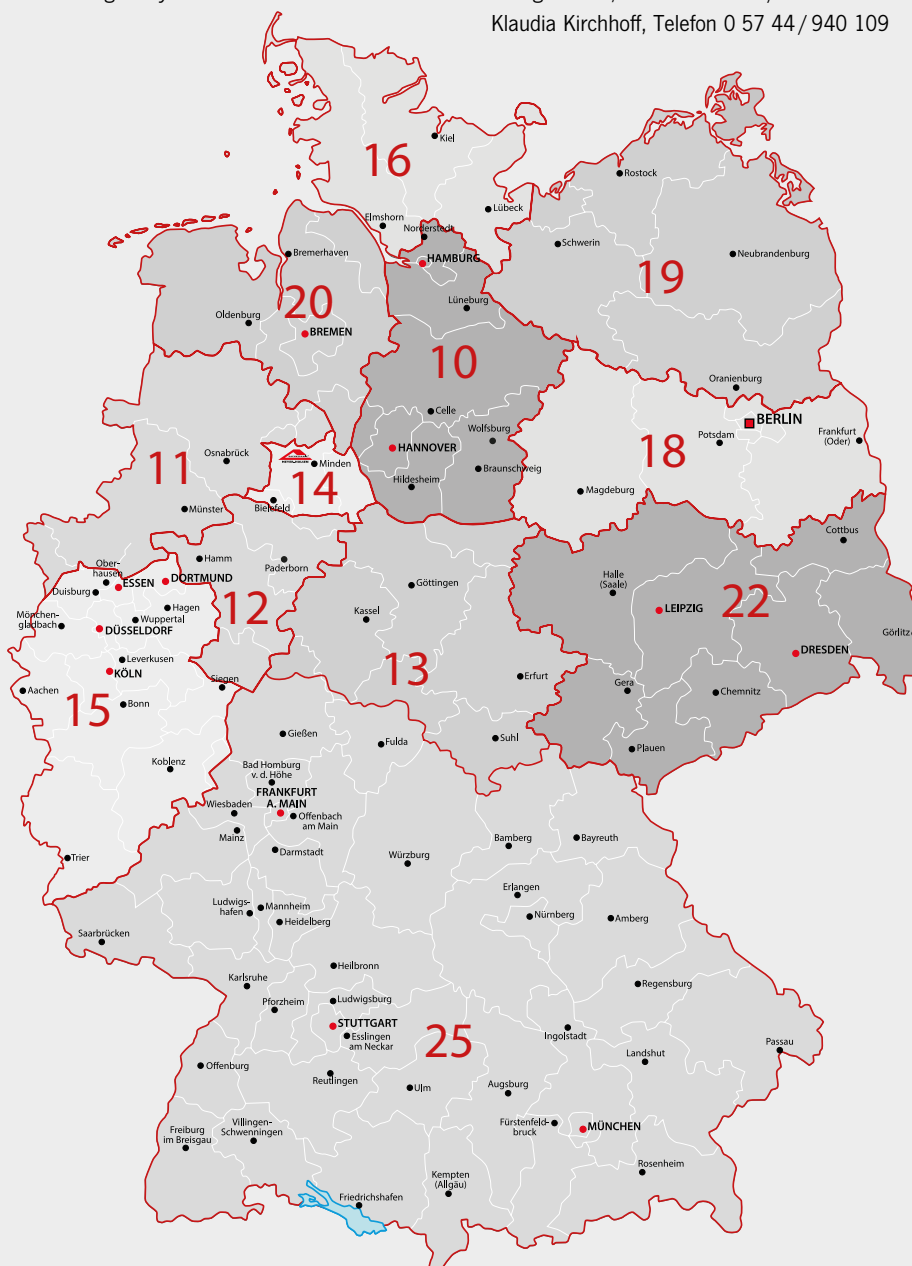 Klaudia Kirchhoff, Telefon 0 57 44 / 940 109
Kiel
16
Rostock
Lübeck
Elmshorn
Norderstedt
Schwerin
Bremerhaven
HAMBURG
Neubrandenburg
19
20
Lüneburg
Oldenburg
BREMEN
10
Oranienburg
Celle
BERLIN
Wolfsburg
Potsdam
Frankfurt
(Oder)
HANNOVER
18
Osnabrück
11
Minden
14
Braunschweig
Hildesheim
Magdeburg
Bielefeld
Münster
Cottbus
Hamm
Paderborn
Ober-
hausen
ESSEN
DORTMUND
Duisburg
Göttingen
Halle
(Saale)
22
12
LEIPZIG
Hagen
Wuppertal
Kassel
Mönchen-
gladbach
DÜSSELDORF
Görlitz
DRESDEN
Leverkusen
13
KÖLN
Siegen
Erfurt
Aachen
Gera
Chemnitz
15
Bonn
Gießen
Fulda
Suhl
Plauen
Koblenz
Bad Homburg
v. d. Höhe
FRANKFURT
A. MAIN
Wiesbaden
Offenbach
am Main
Mainz
Bamberg
Bayreuth
Darmstadt
Trier
Würzburg
Erlangen
Ludwigs-
hafen
Mannheim
Heidelberg
Nürnberg
Amberg
Saarbrücken
Heilbronn
Karlsruhe
Regensburg
Pforzheim
Ludwigsburg
STUTTGART
Esslingen
am Neckar
25
Ingolstadt
Passau
Landshut
Offenburg
Reutlingen
Ulm
Augsburg
Fürstenfeld-
bruck
MÜNCHEN
Villingen-
Schwenningen
Freiburg
im Breisgau
Rosenheim
Kempten
(Allgäu)
Friedrichshafen